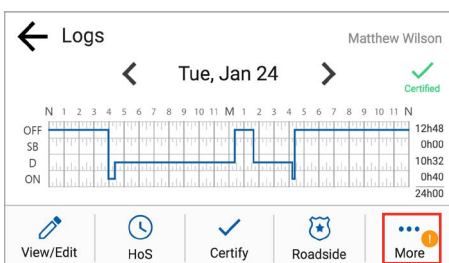 Logs Matthew Wilson
Tue, Jan 24
Certified
N 1 2 3 4 5 6 7 8 9 10 11 M 1 2 3 4 5 6 7 8 9 10 11 N
OFF 12h48
SB 0h00
D 10h32
ON 0h40
24h00
View/Edit HoS Certify Roadside More